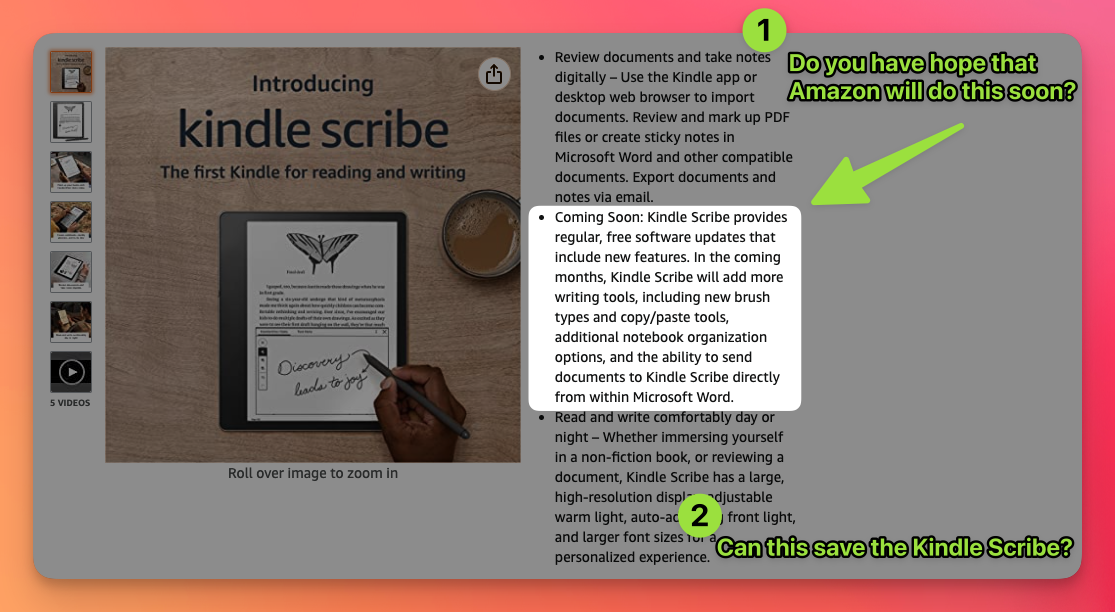 1
Do you have hope that
Amazon will do this soon?
Introducing
kindle scribe
The first Kindle for reading and writing
Discovery
leads to joy
5 VIDEOS
Roll over image to zoom in
• Review documents and take notes
digitally – Use the Kindle app or
desktop web browser to import
documents. Review and mark up PDF
files or create sticky notes in
Microsoft Word and other compatible
documents. Export documents and
notes via email.
• Coming Soon: Kindle Scribe provides
regular, free software updates that
include new features. In the coming
months, Kindle Scribe will add more
writing tools, including new brush
types and copy/paste tools,
additional notebook organization
options, and the ability to send
documents to Kindle Scribe directly
from within Microsoft Word.
• Read and write comfortably day or
night – Whether immersing yourself
in a non-fiction book, or reviewing a
document, Kindle Scribe has a large,
high-resolution display, adjustable
warm light, front light,
and larger font sizes for a
personalized experience.
2
Can this save the Kindle Scribe?